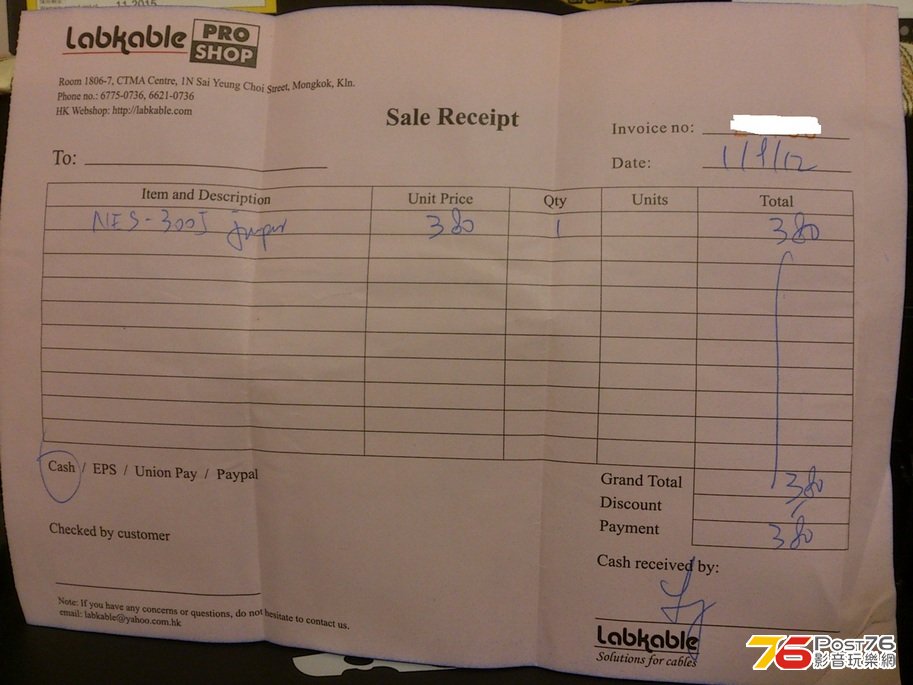 11 2015
Labkable PRO SHOP
Room 1806-7, CTMA Centre, 1N Sai Yeung Choi Street, Mongkok, Kln.
Phone no.: 6775-0736, 6621-0736
HK Webshop: http://labkable.com
Sale Receipt
Invoice no:
To:
Date: 1/9/12
Item and Description Unit Price Qty Units Total
NES-300J 380 1 380
Cash / EPS / Union Pay / Paypal
Grand Total 380
Discount
Payment 380
Checked by customer
Cash received by:
Note: If you have any concerns or questions, do not hesitate to contact us.
email: labkable@yahoo.com.hk
Labkable
Solutions for cables
76 Post76
影音玩樂網